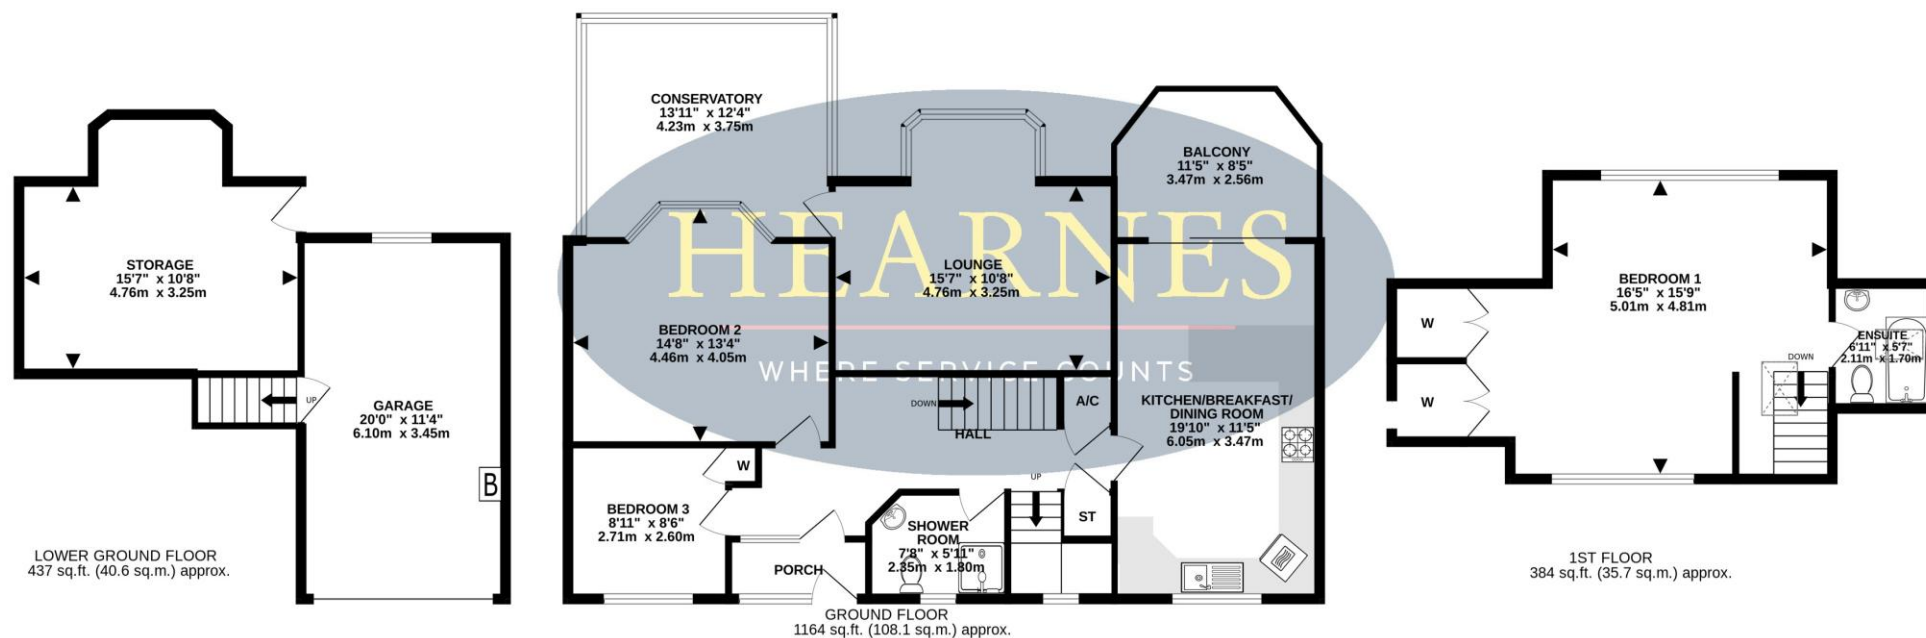 STORAGE
15'7" x 10'8"
4.76m x 3.25m
UP
GARAGE
20'0" x 11'4"
6.10m x 3.45m
B
LOWER GROUND FLOOR
437 sq.ft. (40.6 sq.m.) approx.
CONSERVATORY
13'11" x 12'4"
4.23m x 3.75m
BALCONY
11'5" x 8'5"
3.47m x 2.56m
HEARNES
WHERE SERVICE COUNTS
LOUNGE
15'7" x 10'8"
4.76m x 3.25m
BEDROOM 2
14'8" x 13'4"
4.46m x 4.05m
DOWN
HALL
A/C
KITCHEN/BREAKFAST/
DINING ROOM
19'10" x 11'5"
6.05m x 3.47m
W
UP
ST
BEDROOM 3
8'11" x 8'6"
2.71m x 2.60m
SHOWER
ROOM
7'8" x 5'11"
2.35m x 1.80m
PORCH
GROUND FLOOR
1164 sq.ft. (108.1 sq.m.) approx.
BEDROOM 1
16'5" x 15'9"
5.01m x 4.81m
W
W
ENSUITE
6'11" x 5'7"
2.11m x 1.70m
DOWN
1ST FLOOR
384 sq.ft. (35.7 sq.m.) approx.